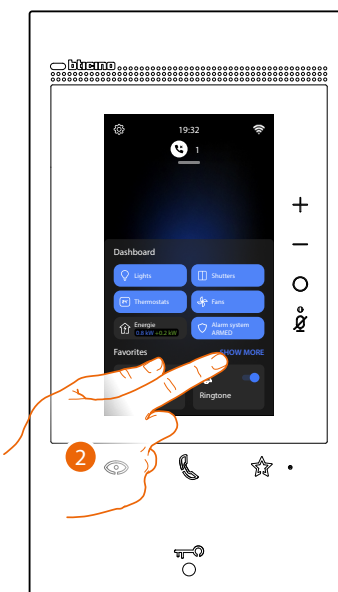 bticino
19:32
1
Dashboard
Lights
Shutters
Thermostats
Fans
Energie
0.8 kW +0.2 kW
Alarm system
ARMED
Favorites
SHOW MORE
Ringtone
2